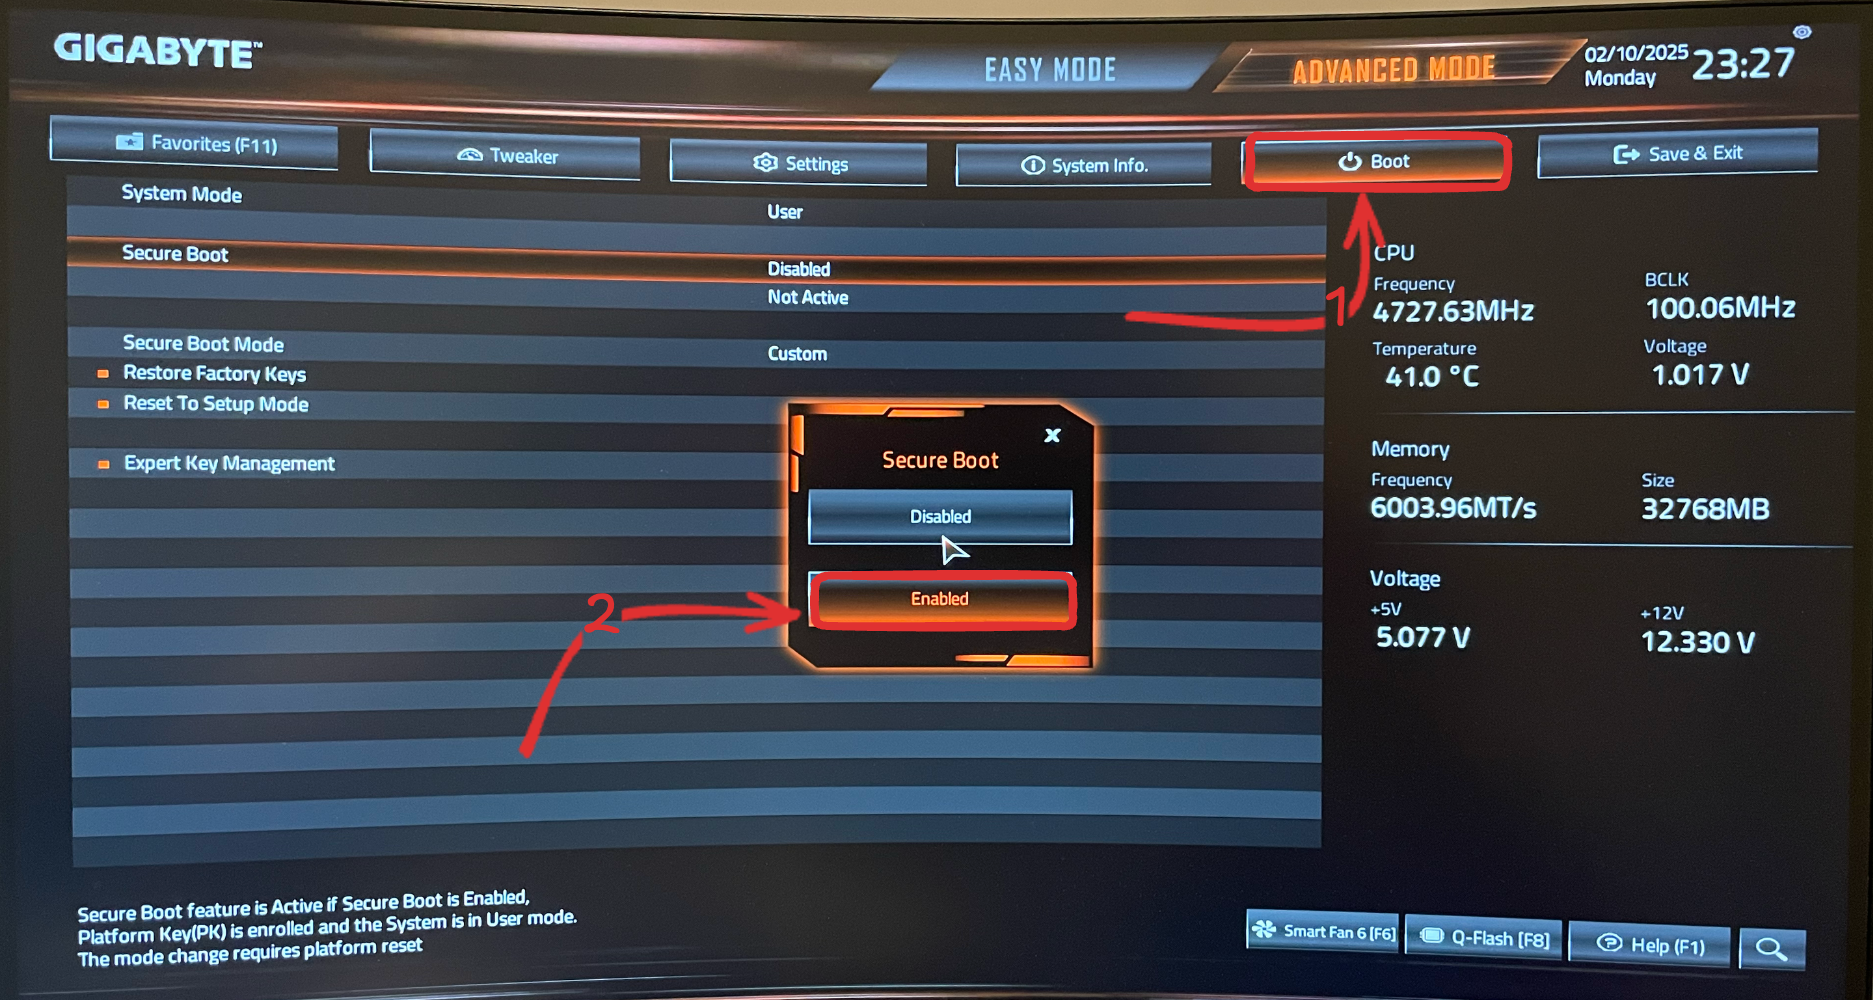 GIGABYTE™
EASY MODE
ADVANCED MODE
02/10/2025
Monday
23:27
Favorites (F11)
Tweaker
Settings
System Info.
Boot
Save & Exit
System Mode
User
Secure Boot
Disabled
Not Active
Secure Boot Mode
Custom
Restore Factory Keys
Reset To Setup Mode
Expert Key Management
1
Secure Boot
Disabled
Enabled
2
CPU
Frequency
BCLK
4727.63MHz
100.06MHz
Temperature
Voltage
41.0 °C
1.017 V
Memory
Frequency
Size
6003.96MT/s
32768MB
Voltage
+5V
+12V
5.077 V
12.330 V
Secure Boot feature is Active if Secure Boot is Enabled,
Platform Key(PK) is enrolled and the System is in User mode.
The mode change requires platform reset
Smart Fan 6 [F6]
Q-Flash [F8]
Help (F1)